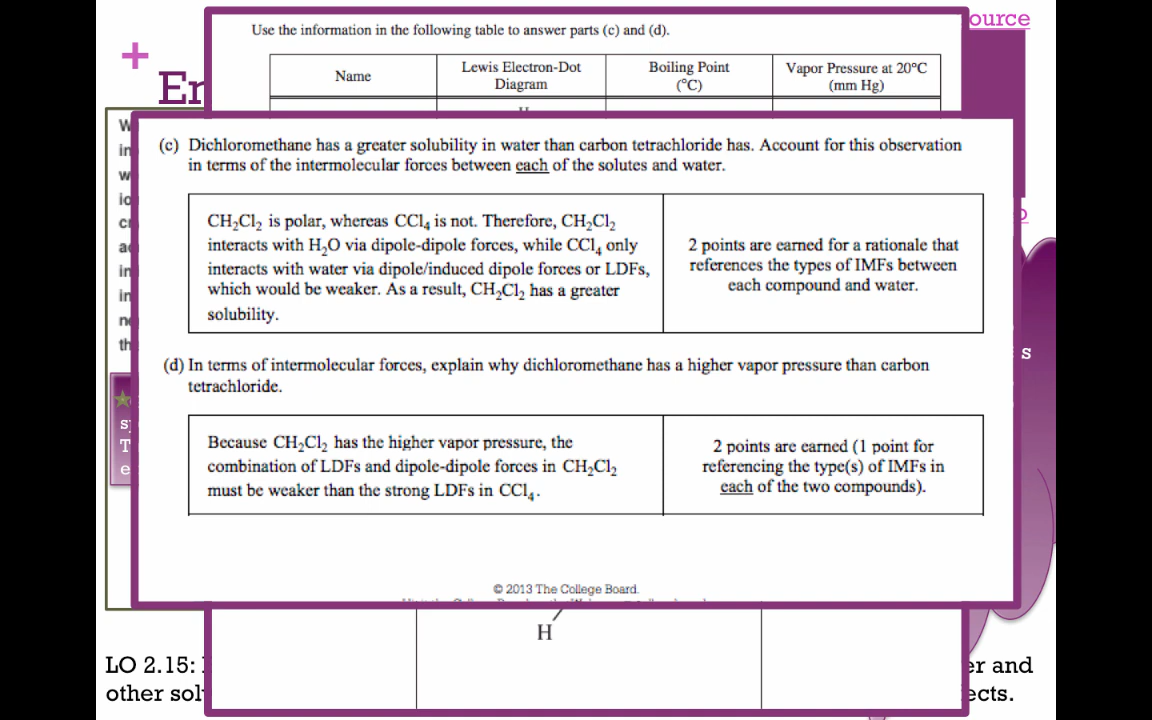 ource
Use the information in the following table to answer parts (c) and (d).
+
Name
Lewis Electron-Dot
Diagram
Boiling Point
(°C)
Vapor Pressure at 20°C
(mm Hg)
En
(c) Dichloromethane has a greater solubility in water than carbon tetrachloride has. Account for this observation
in terms of the intermolecular forces between each of the solutes and water.
CH₂Cl₂ is polar, whereas CCl₄ is not. Therefore, CH₂Cl₂
interacts with H₂O via dipole-dipole forces, while CCl₄ only
interacts with water via dipole/induced dipole forces or LDFs,
which would be weaker. As a result, CH₂Cl₂ has a greater
solubility.
2 points are earned for a rationale that
references the types of IMFs between
each compound and water.
(d) In terms of intermolecular forces, explain why dichloromethane has a higher vapor pressure than carbon
tetrachloride.
Because CH₂Cl₂ has the higher vapor pressure, the
combination of LDFs and dipole-dipole forces in CH₂Cl₂
must be weaker than the strong LDFs in CCl₄.
2 points are earned (1 point for
referencing the type(s) of IMFs in
each of the two compounds).
s
© 2013 The College Board.
H
LO 2.15: er and
other sol ects.